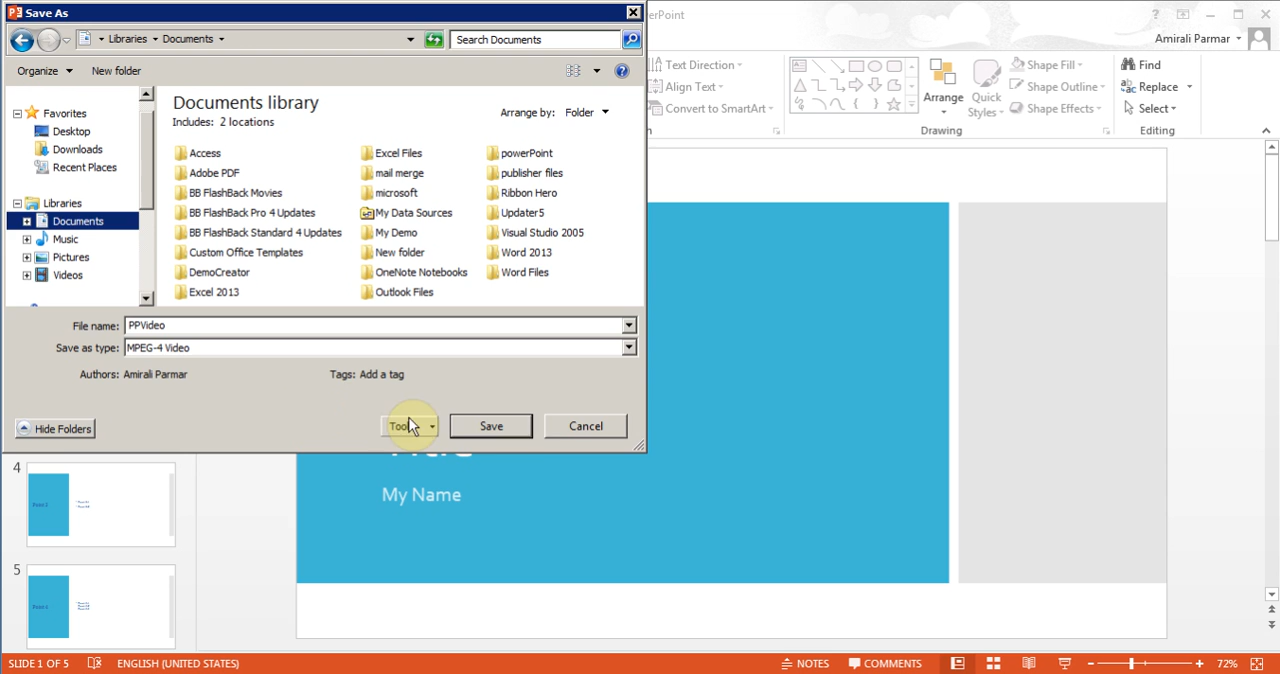 Save As
erPoint
Libraries Documents
Search Documents
Amirali Parmar
Organize New folder
Text Direction
Align Text
Convert to SmartArt
Arrange
Quick
Styles
Shape Fill
Shape Outline
Shape Effects
Find
Replace
Select
Drawing
Editing
Favorites
Desktop
Downloads
Recent Places
Libraries
Documents
Music
Pictures
Videos
Documents library
Includes: 2 locations
Arrange by: Folder
Access
Adobe PDF
BB FlashBack Movies
BB FlashBack Pro 4 Updates
BB FlashBack Standard 4 Updates
Custom Office Templates
DemoCreator
Excel 2013
Excel Files
mail merge
microsoft
My Data Sources
My Demo
New folder
OneNote Notebooks
Outlook Files
powerPoint
publisher files
Ribbon Hero
Updater5
Visual Studio 2005
Word 2013
Word Files
File name: PPVideo
Save as type: MPEG-4 Video
Authors: Amirali Parmar Tags: Add a tag
Hide Folders
Save
Cancel
My Name
4
5
SLIDE 1 OF 5 ENGLISH (UNITED STATES)
NOTES COMMENTS 72%